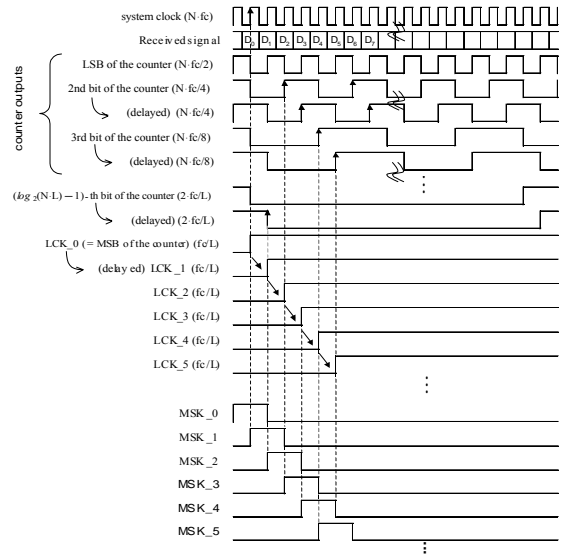 system clock (N·fc)
Received signal D0 D1 D2 D3 D4 D5 D6 D7
LSB of the counter (N·fc/2)
2nd bit of the counter (N·fc/4)
(delayed) (N·fc/4)
3rd bit of the counter (N·fc/8)
(delayed) (N·fc/8)
counter outputs
(log 2(N·L) − 1) - th bit of the counter (2·fc/L)
(delayed) (2·fc/L)
LCK_0 (= MSB of the counter) (fc/L)
(delayed) LCK_1 (fc/L)
LCK_2 (fc/L)
LCK_3 (fc/L)
LCK_4 (fc/L)
LCK_5 (fc/L)
MSK_0
MSK_1
MSK_2
MSK_3
MSK_4
MSK_5